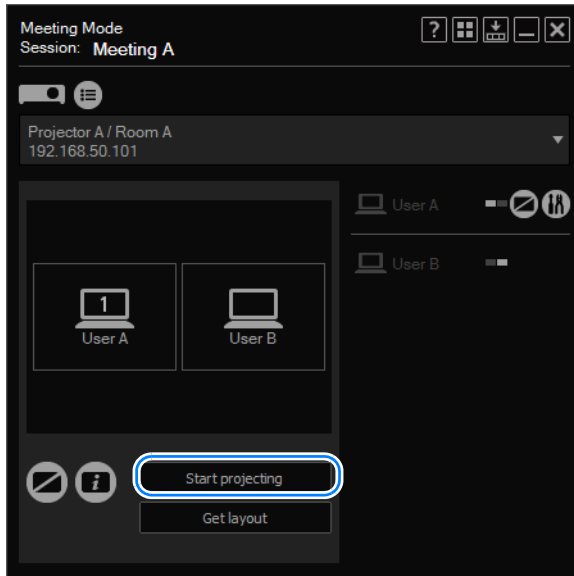 Meeting Mode
Session: Meeting A
?
Projector A / Room A
192.168.50.101
User A
User B
1
User A
User B
i
Start projecting
Get layout